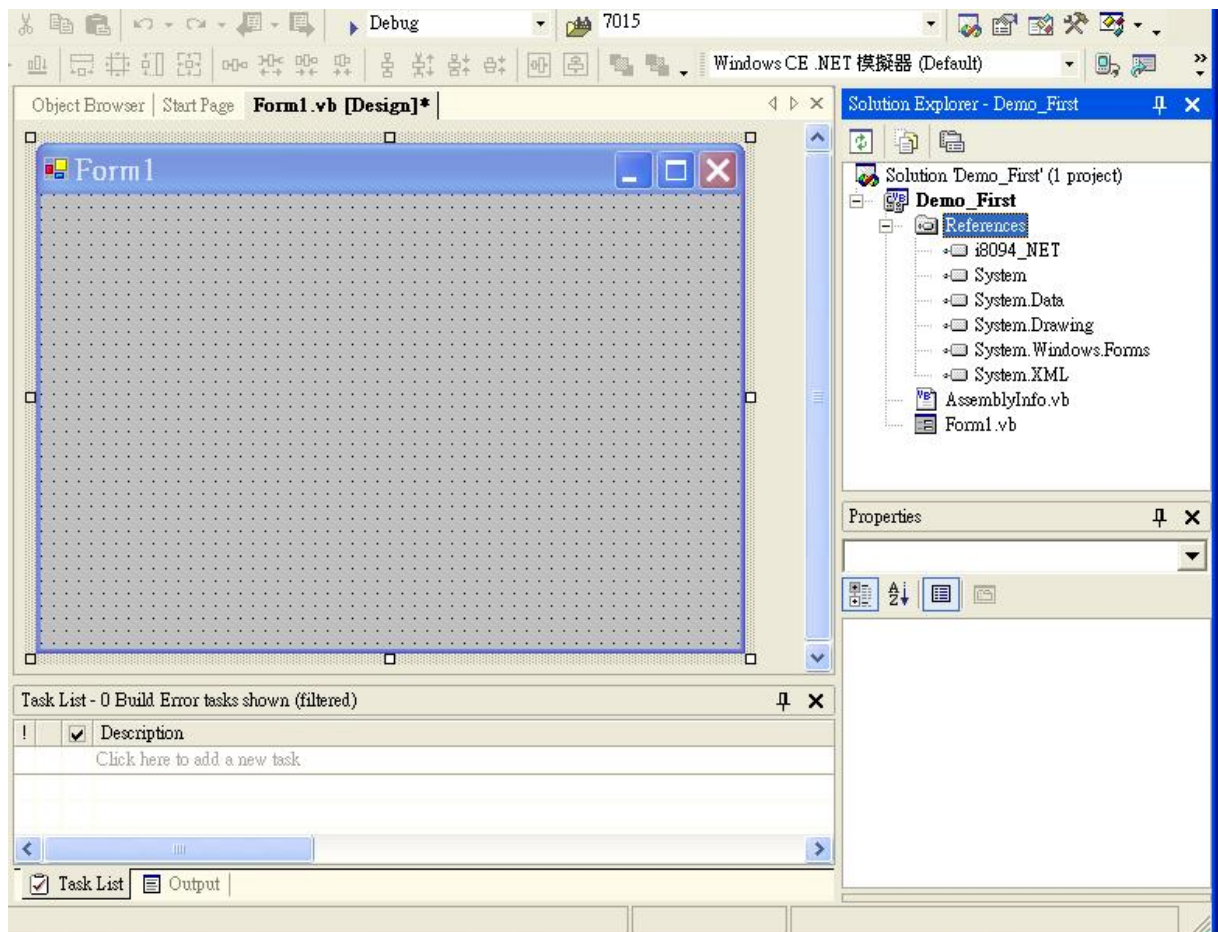 Debug 7015
Windows CE .NET 模擬器 (Default)
Object Browser Start Page Form1.vb [Design]*
Form1
Solution Explorer - Demo_First
Solution 'Demo_First' (1 project)
Demo_First
References
i8094_NET
System
System.Data
System.Drawing
System.Windows.Forms
System.XML
AssemblyInfo.vb
Form1.vb
Properties
Task List - 0 Build Error tasks shown (filtered)
! Description
Click here to add a new task
Task List Output